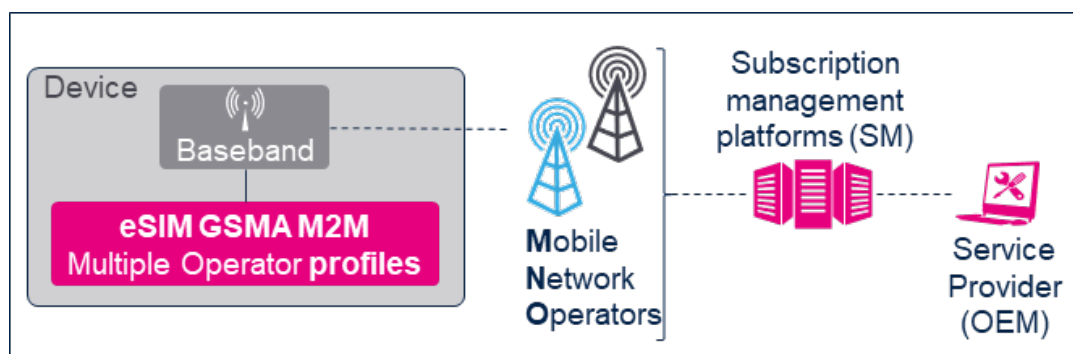 Device
Baseband
eSIM GSMA M2M
Multiple Operator profiles
Mobile
Network
Operators
Subscription
management
platforms (SM)
Service
Provider
(OEM)